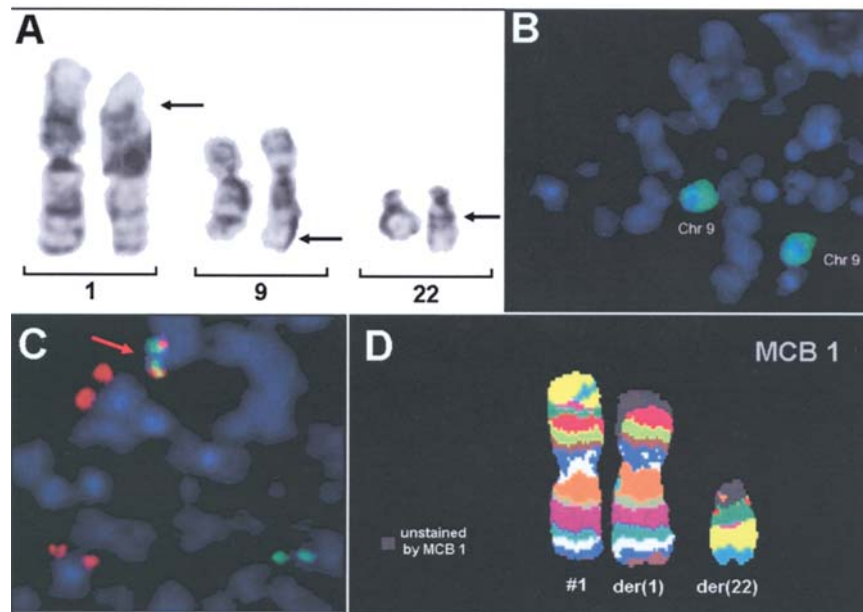 A
1
9
22
B
Chr 9
Chr 9
C
D
MCB 1
unstained
by MCB 1
#1
der(1)
der(22)